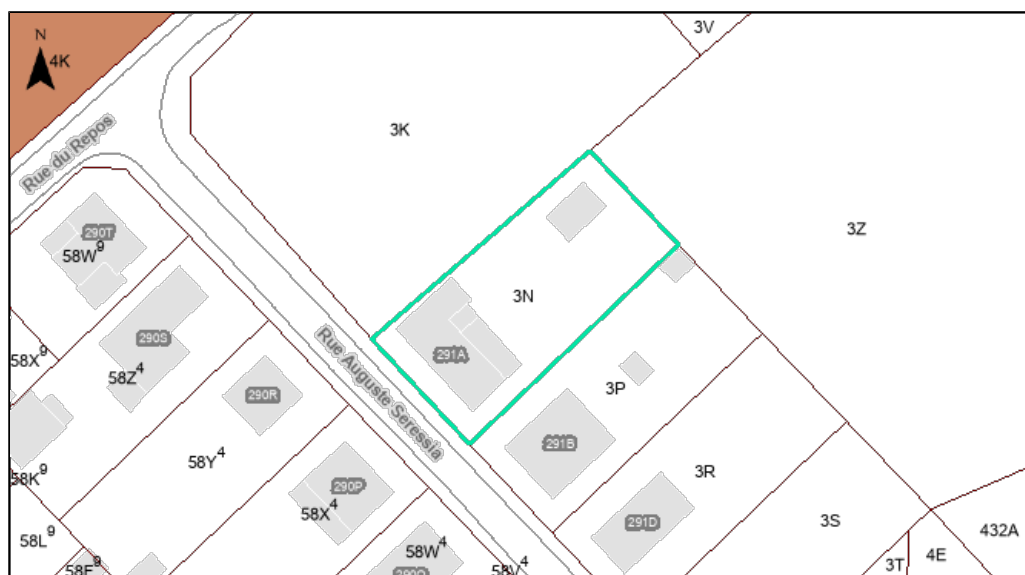 N
4K
3V
3K
Rue du Repos
3Z
290T
58W⁹
3N
290S
291A
58X⁹
58Z⁴
Rue Auguste Seressia
290R
3P
291B
58Y⁴
58K⁹
290P
3R
58X⁴
291D
3S
432A
58L⁹
58W⁴
4E
3T